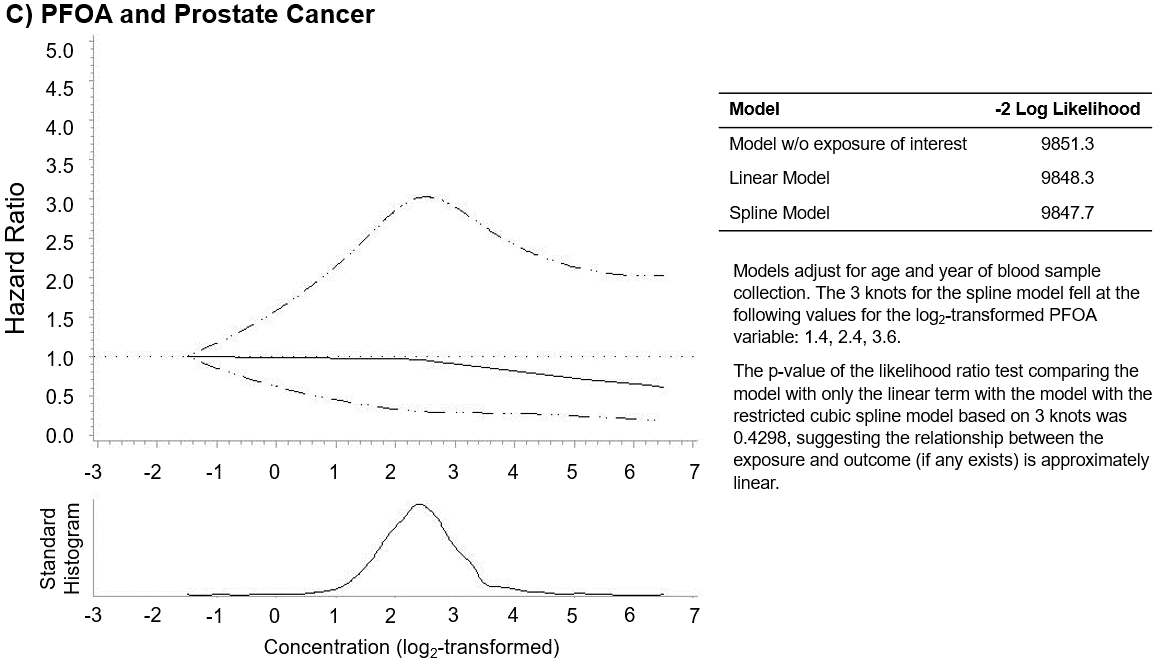 C) PFOA and Prostate Cancer
Hazard Ratio
5.0
4.5
4.0
3.5
3.0
2.5
2.0
1.5
1.0
0.5
0.0
-3 -2 -1 0 1 2 3 4 5 6 7
Standard
Histogram
-3 -2 -1 0 1 2 3 4 5 6 7
Concentration (log2-transformed)
Model -2 Log Likelihood
Model w/o exposure of interest 9851.3
Linear Model 9848.3
Spline Model 9847.7
Models adjust for age and year of blood sample
collection. The 3 knots for the spline model fell at the
following values for the log2-transformed PFOA
variable: 1.4, 2.4, 3.6.
The p-value of the likelihood ratio test comparing the
model with only the linear term with the model with the
restricted cubic spline model based on 3 knots was
0.4298, suggesting the relationship between the
exposure and outcome (if any exists) is approximately
linear.